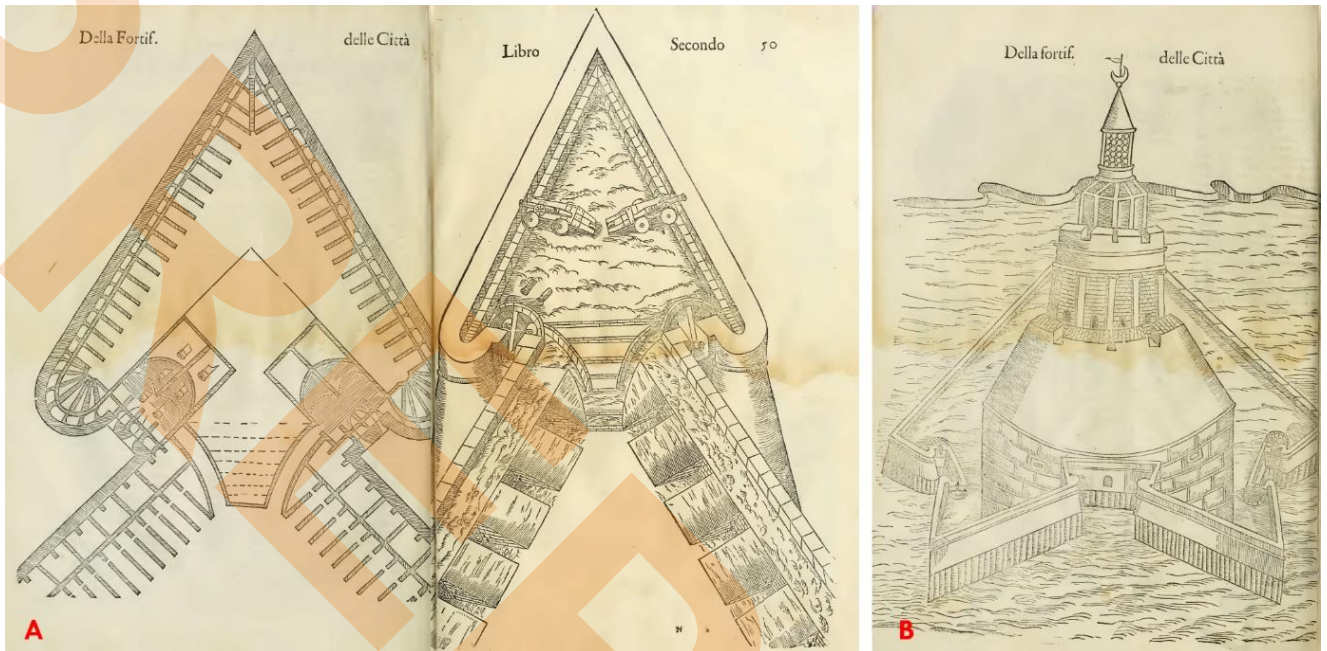 Della Fortif. delle Città
Libro Secondo 50
Della fortif. delle Città
A
N
B